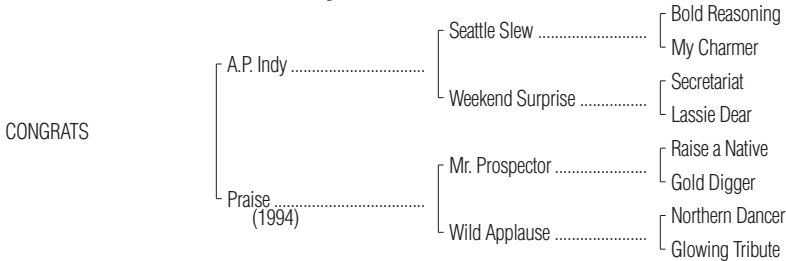 Bold Reasoning
Seattle Slew ..........................
My Charmer
A.P. Indy ................................
Secretariat
Weekend Surprise ................
Lassie Dear
CONGRATS
Raise a Native
Mr. Prospector ......................
Gold Digger
Praise ....................................
(1994)
Northern Dancer
Wild Applause ......................
Glowing Tribute